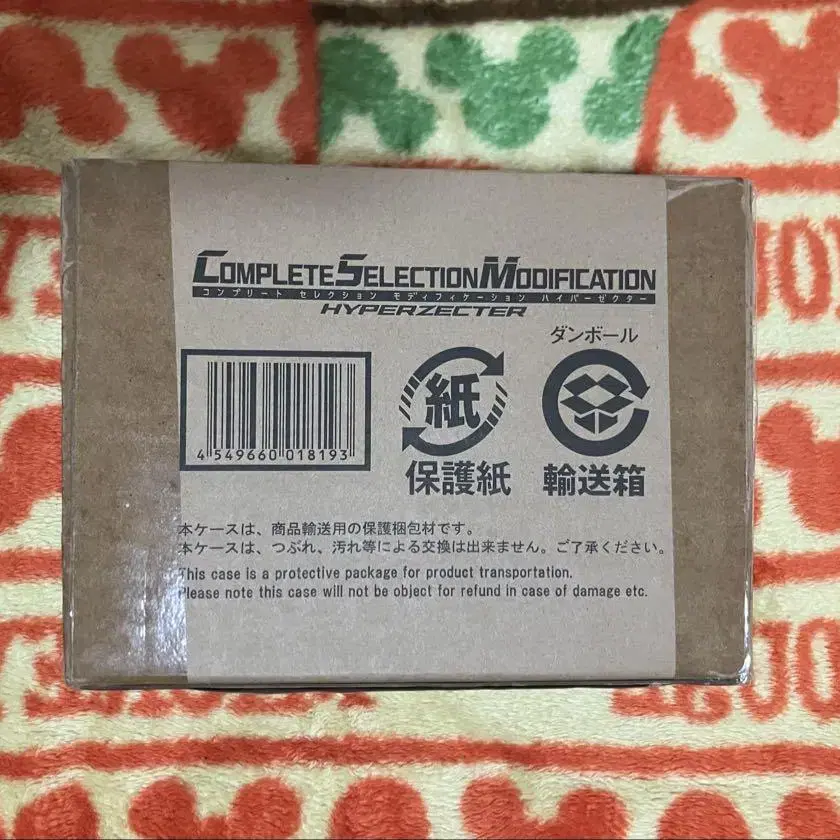 COMPLETE SELECTION MODIFICATION
コンプリート セレクション モディフィケーション ハイパーゼクター
HYPERZECTER
ダンボール
紙
4 549660 018193
保護紙 輸送箱
本ケースは、商品輸送用の保護梱包材です。
本ケースは、つぶれ、汚れ等による交換は出来ません。ご了承ください。
This case is a protective package for product transportation.
Please note this case will not be object for refund in case of damage etc.